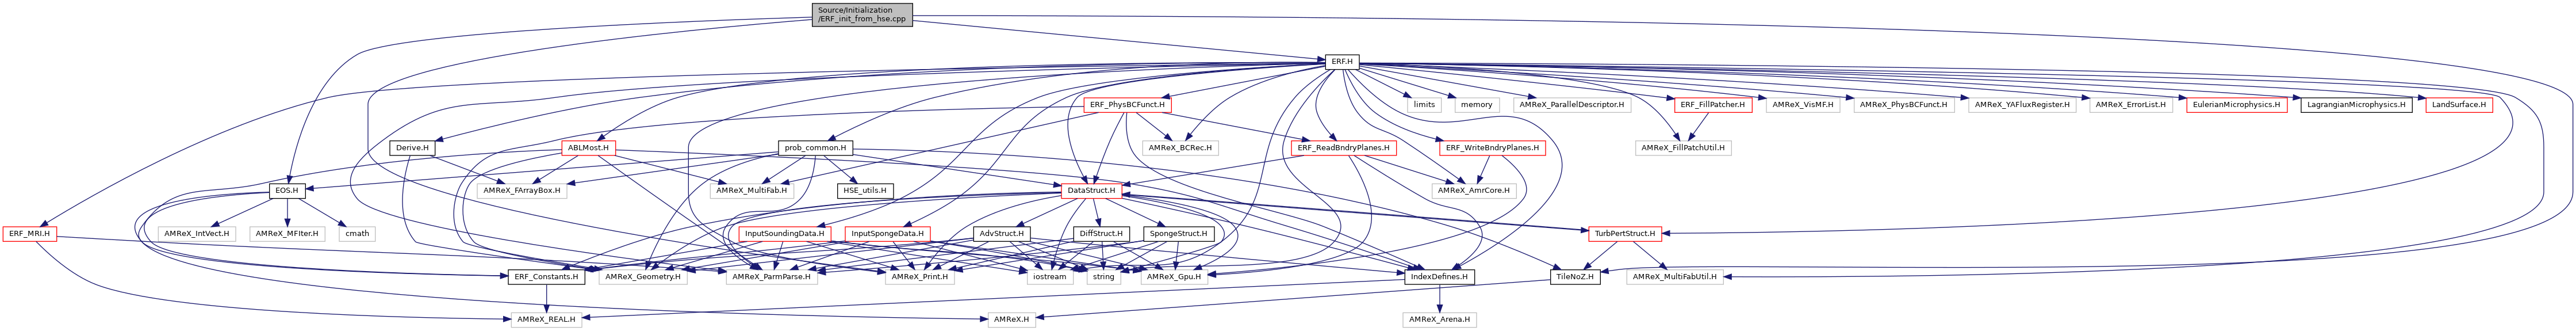 Source/Initialization
/ERF_init_from_hse.cpp
ERF.H
ERF_PhysBCFunct.H
limits
memory
AMReX_ParallelDescriptor.H
ERF_FillPatcher.H
AMReX_VisMF.H
AMReX_PhysBCFunct.H
AMReX_YAFluxRegister.H
AMReX_ErrorList.H
EulerianMicrophysics.H
LagrangianMicrophysics.H
LandSurface.H
Derive.H
ABLMost.H
prob_common.H
AMReX_BCRec.H
ERF_ReadBndryPlanes.H
ERF_WriteBndryPlanes.H
AMReX_FillPatchUtil.H
EOS.H
AMReX_FArrayBox.H
AMReX_MultiFab.H
HSE_utils.H
DataStruct.H
AMReX_AmrCore.H
ERF_MRI.H
AMReX_IntVect.H
AMReX_MFIter.H
cmath
InputSoundingData.H
InputSpongeData.H
AdvStruct.H
DiffStruct.H
SpongeStruct.H
TurbPertStruct.H
ERF_Constants.H
AMReX_Geometry.H
AMReX_ParmParse.H
AMReX_Print.H
iostream
string
AMReX_Gpu.H
IndexDefines.H
TileNoZ.H
AMReX_MultiFabUtil.H
AMReX_REAL.H
AMReX.H
AMReX_Arena.H